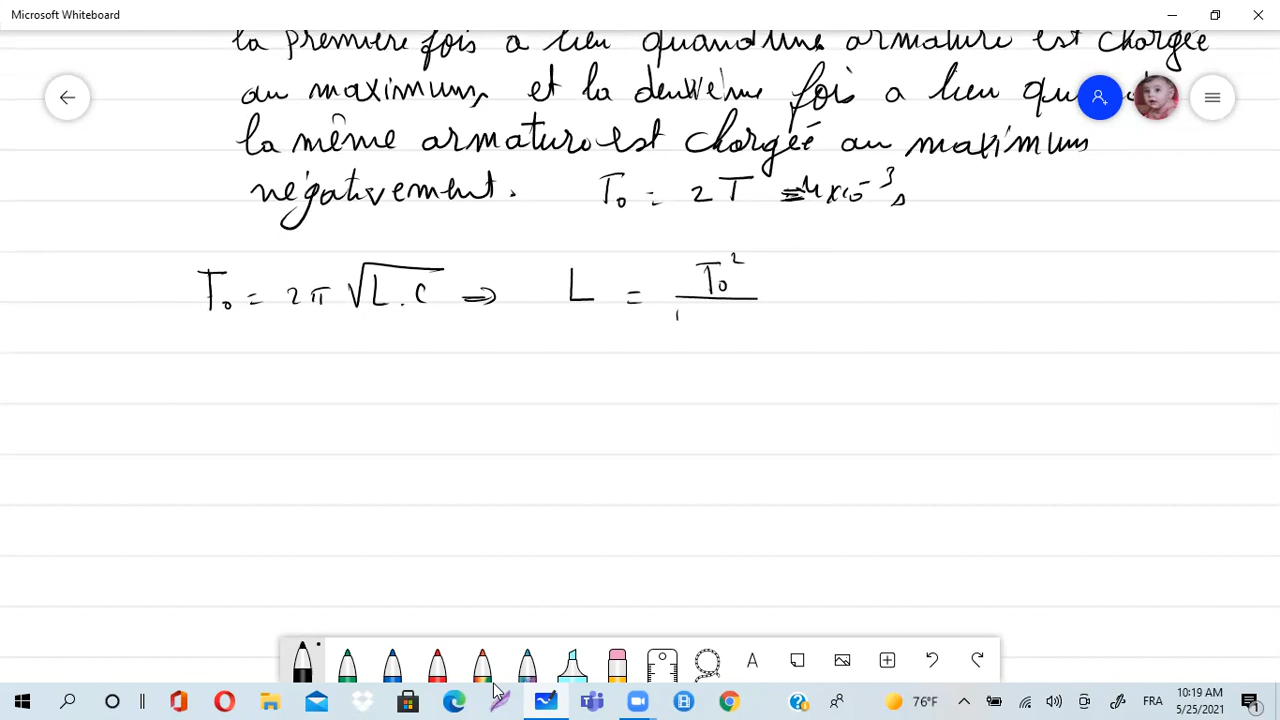 Microsoft Whiteboard
la première fois a lieu quand une armature est chargée
au maximum, et la deuxième fois a lieu
la même armature est chargée au maximum
négativement. T₀ = 2T = 4×10⁻³ s
T₀ = 2π √L.C ⇒ L = T₀²
A
76°F
FRA
10:19 AM
5/25/2021